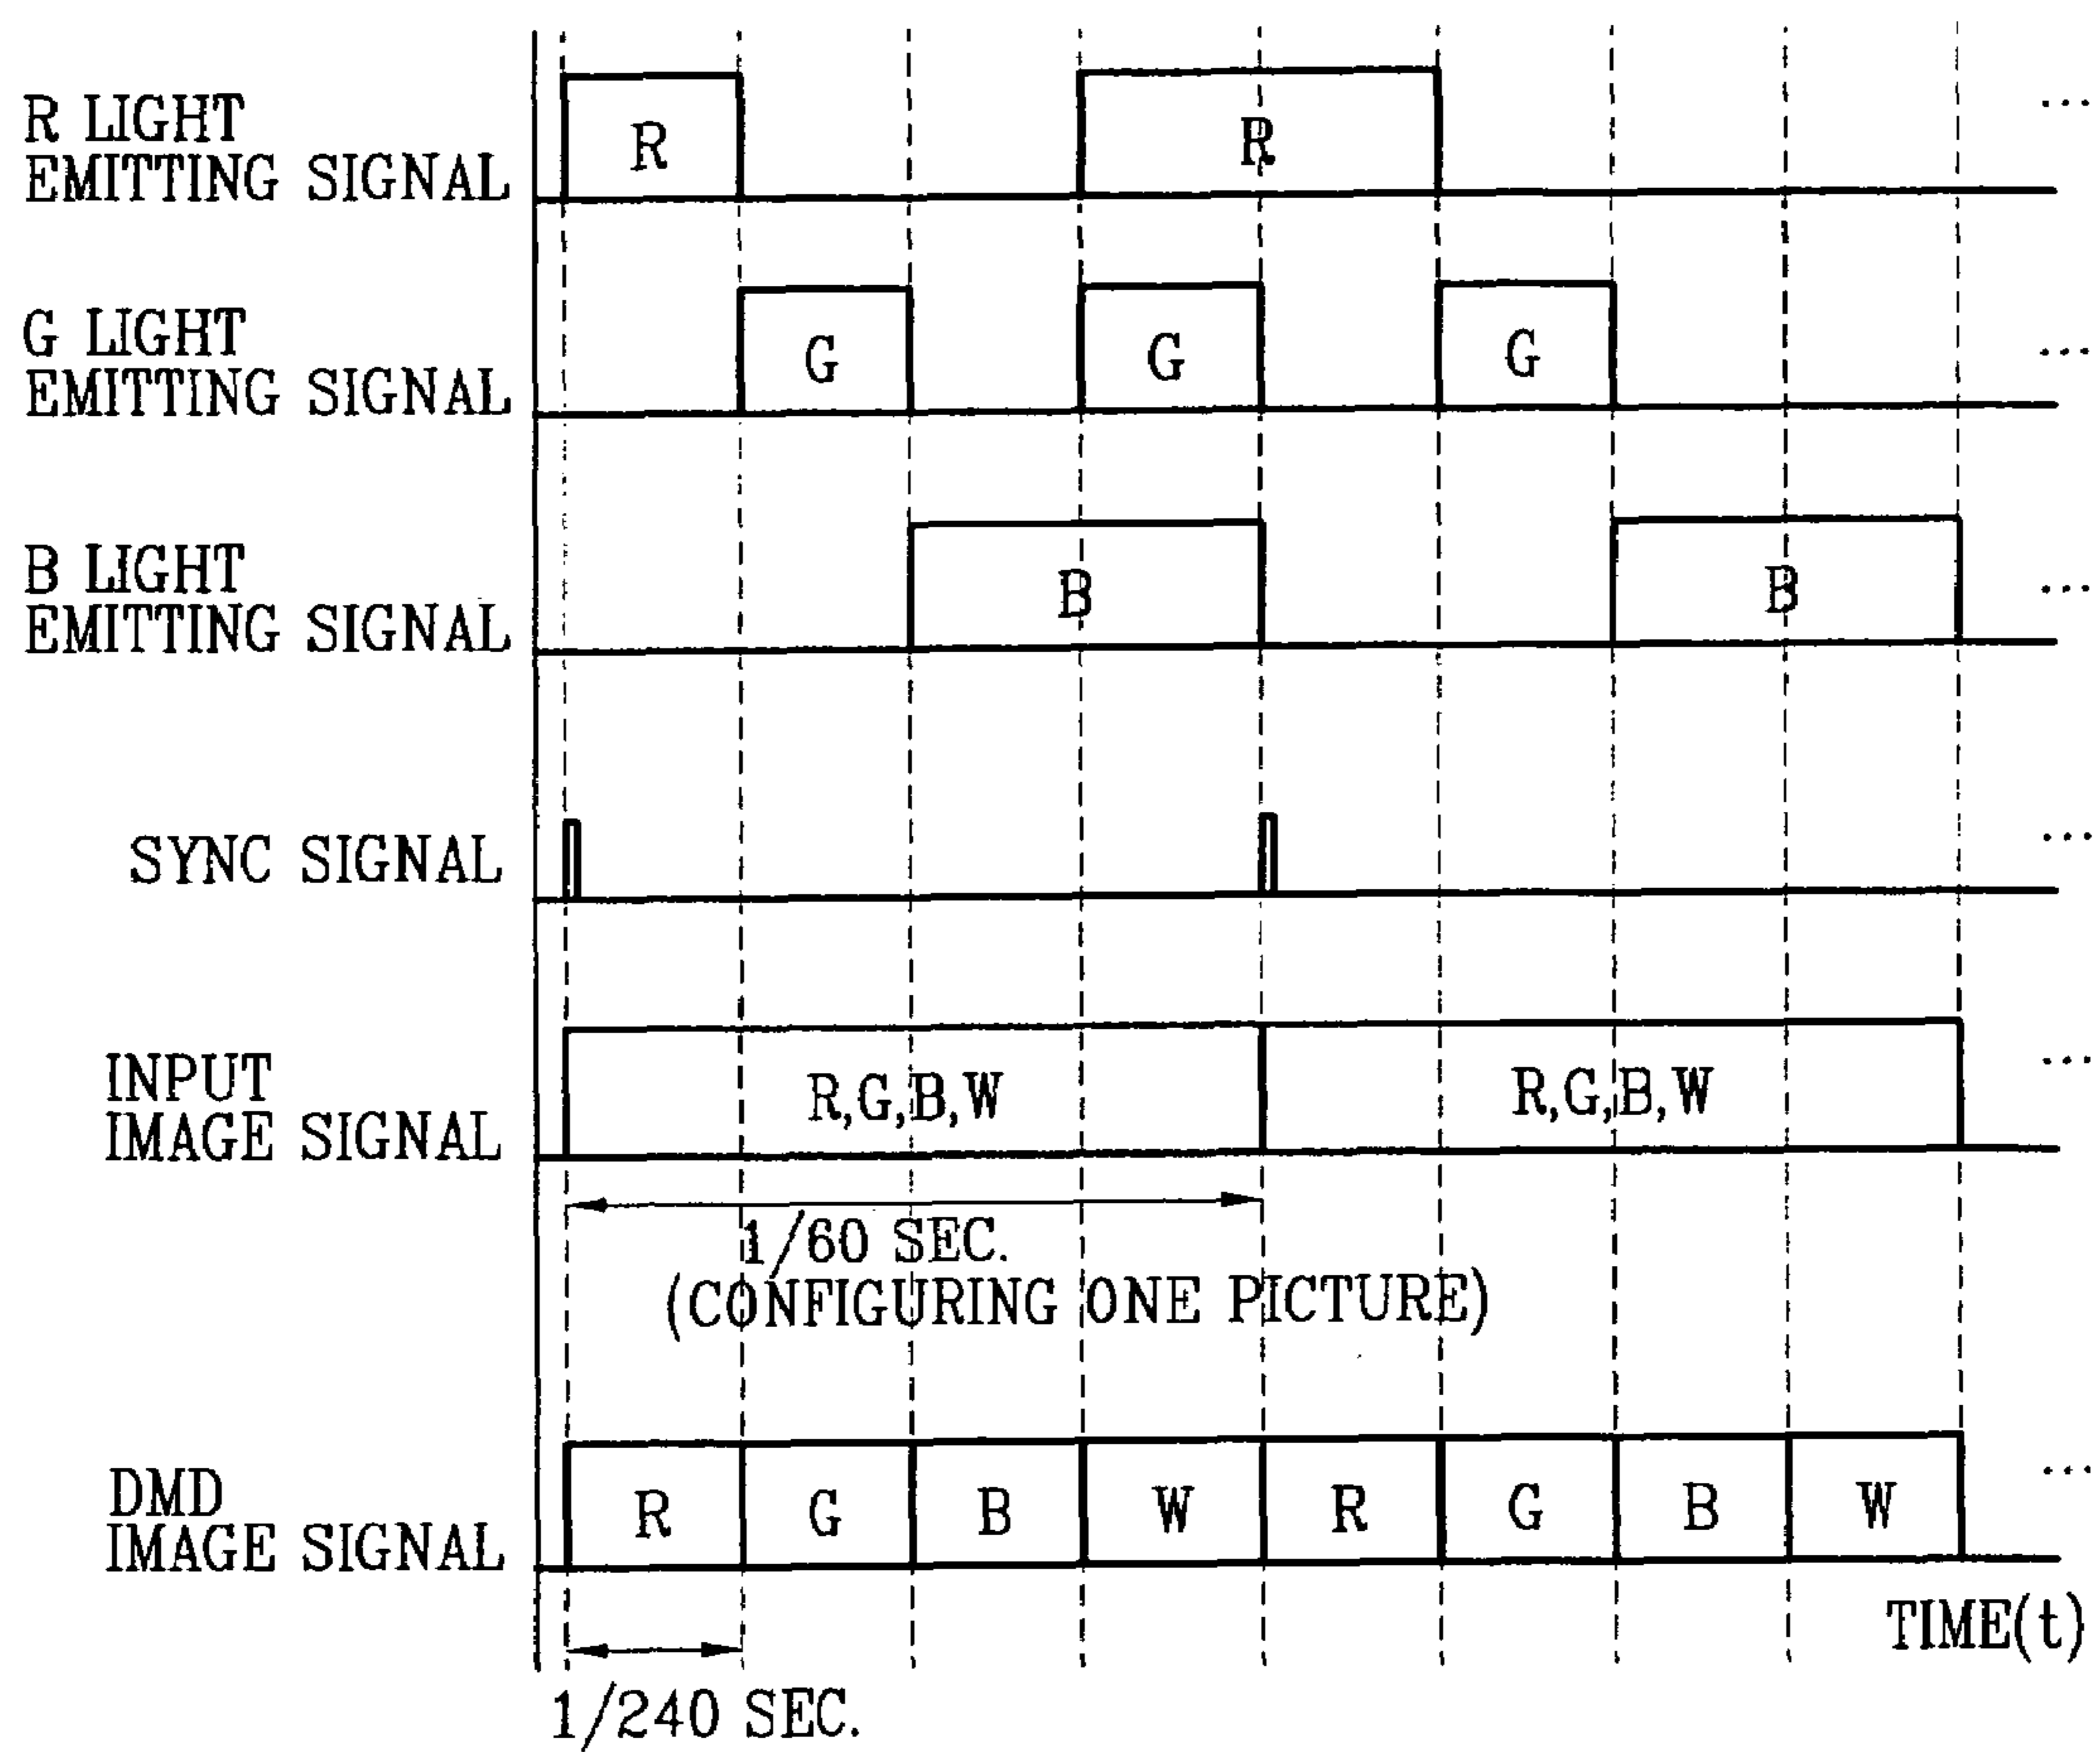 R LIGHT
EMITTING SIGNAL
R
R
...
G LIGHT
EMITTING SIGNAL
G
G
G
...
B LIGHT
EMITTING SIGNAL
B
B
...
SYNC SIGNAL
...
INPUT
IMAGE SIGNAL
R,G,B,W
R,G,B,W
...
1/60 SEC.
(CONFIGURING ONE PICTURE)
DMD
IMAGE SIGNAL
R
G
B
W
R
G
B
W
...
TIME(t)
1/240 SEC.